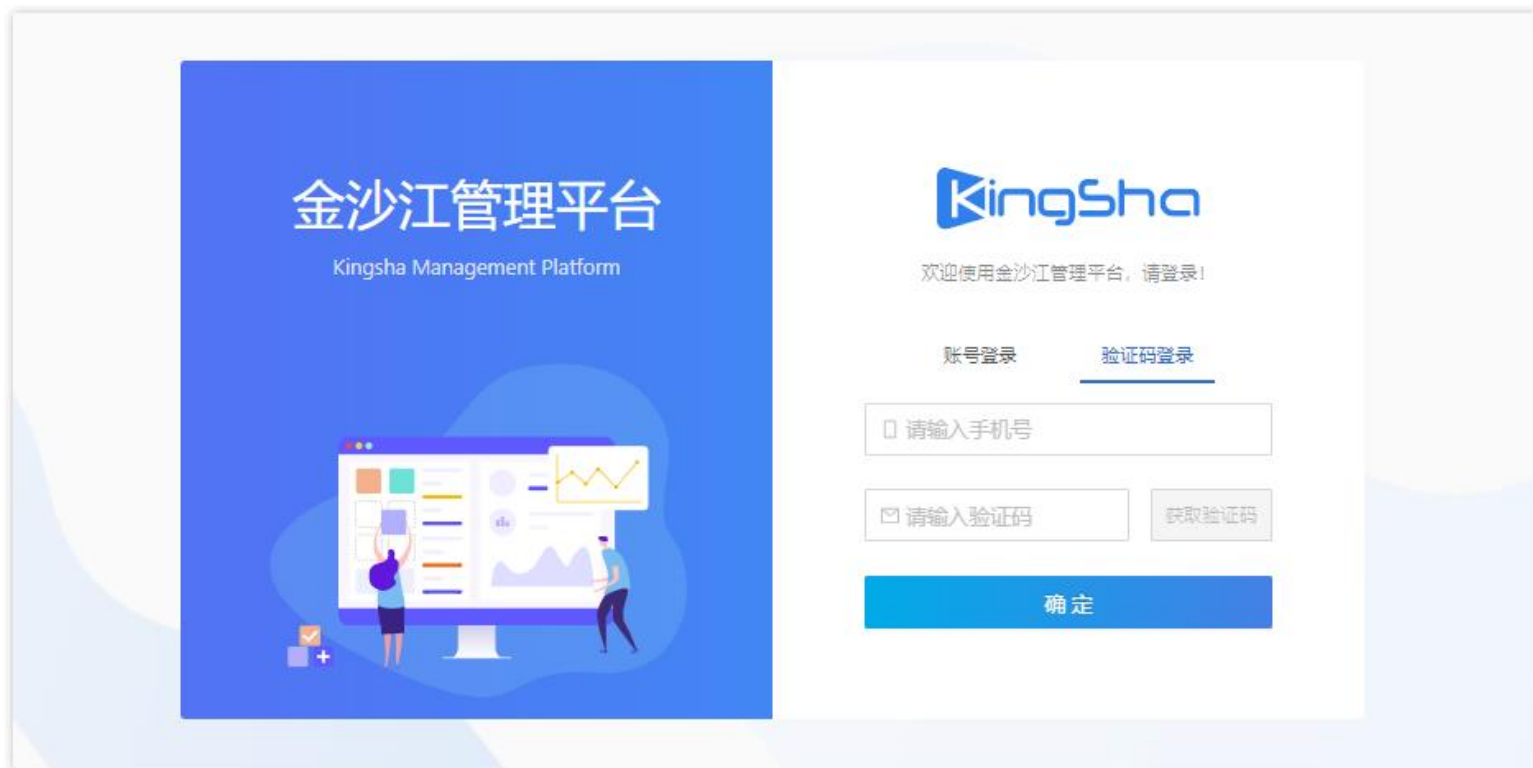 金沙江管理平台
Kingsha Management Platform
KingSha
欢迎使用金沙江管理平台，请登录!
账号登录
验证码登录
请输入手机号
请输入验证码
获取验证码
确定